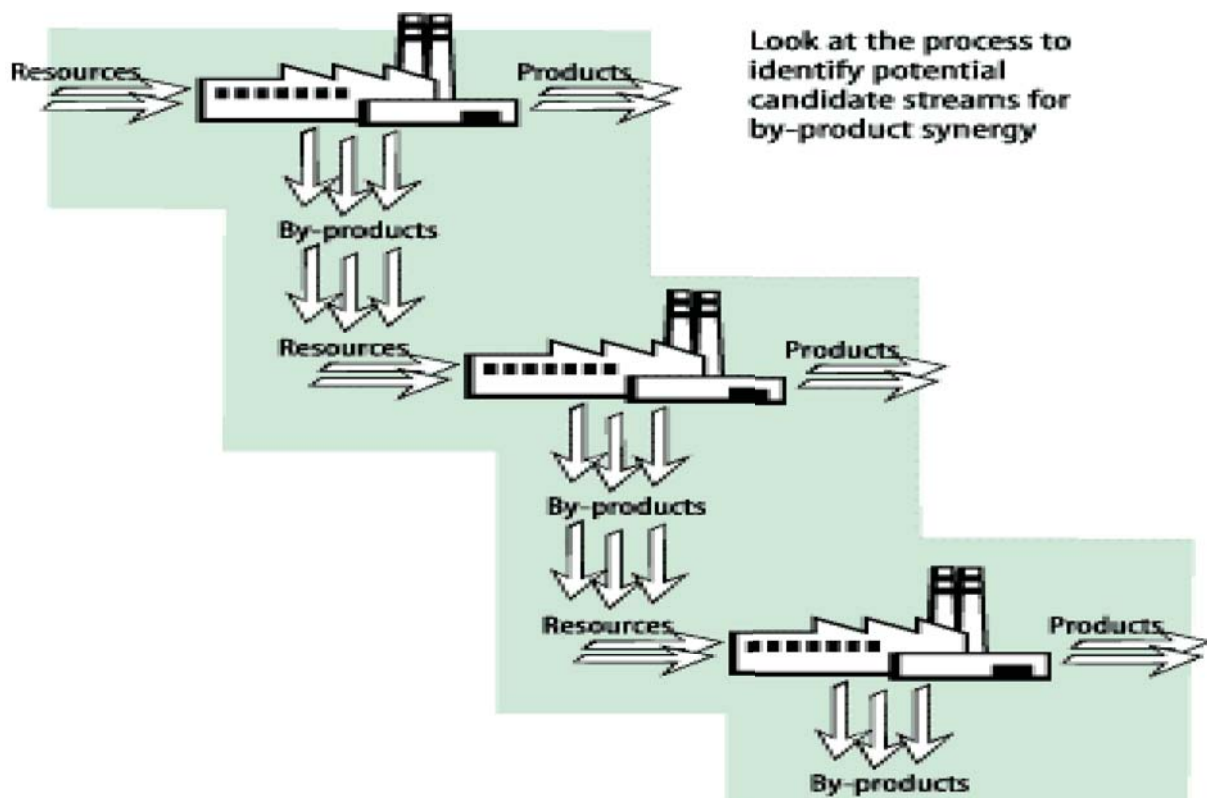 Resources
Products
Look at the process to
identify potential
candidate streams for
by-product synergy
By-products
Resources
Products
By-products
Resources
Products
By-products